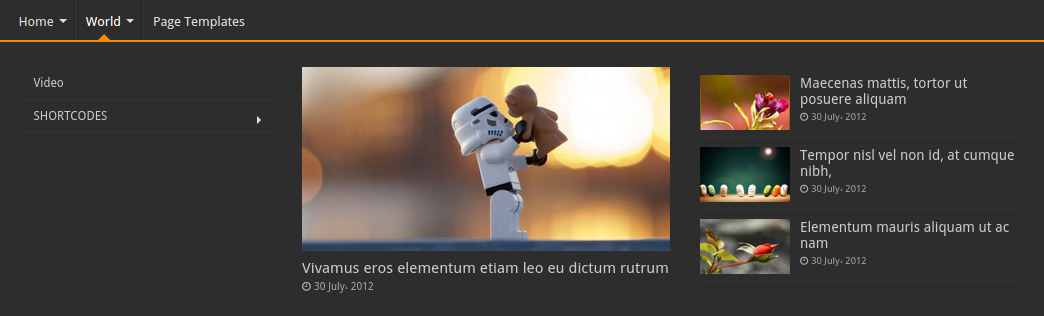 Home
World
Page Templates
Video
SHORTCODES
Vivamus eros elementum etiam leo eu dictum rutrum
30 July، 2012
Maecenas mattis, tortor ut
posuere aliquam
30 July، 2012
Tempor nisl vel non id, at cumque
nibh,
30 July، 2012
Elementum mauris aliquam ut ac
nam
30 July، 2012